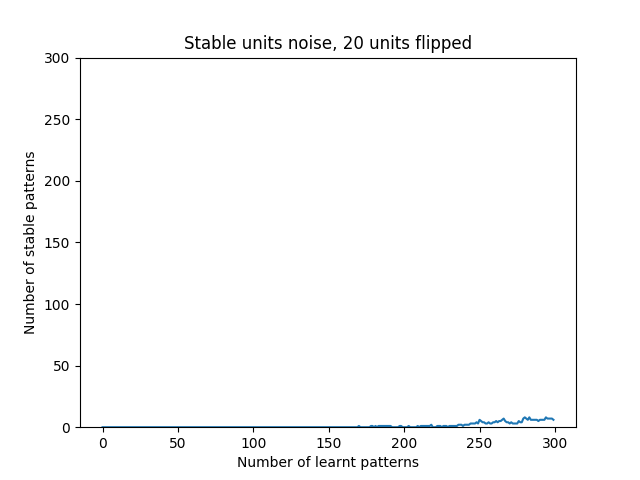 Stable units noise, 20 units flipped
300
250
200
150
100
50
0
Number of stable patterns
0 50 100 150 200 250 300
Number of learnt patterns